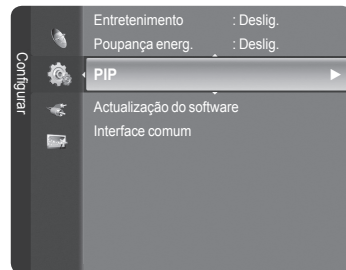 Configurar
Entretenimento : Deslig.
Poupança energ. : Deslig.
PIP
Actualização do software
Interface comum